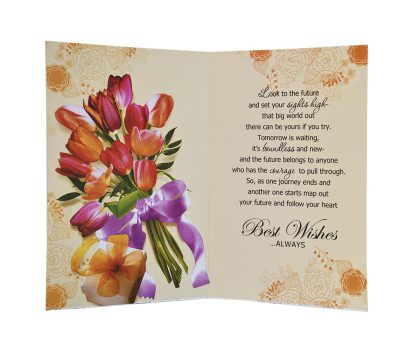 Look to the future
and set your sights high-
that big world out
there can be yours if you try.
Tomorrow is waiting,
it's boundless and new-
and the future belongs to anyone
who has the courage to pull through.
So, as one journey ends and
another one starts map out
your future and follow your heart
Best Wishes
...ALWAYS